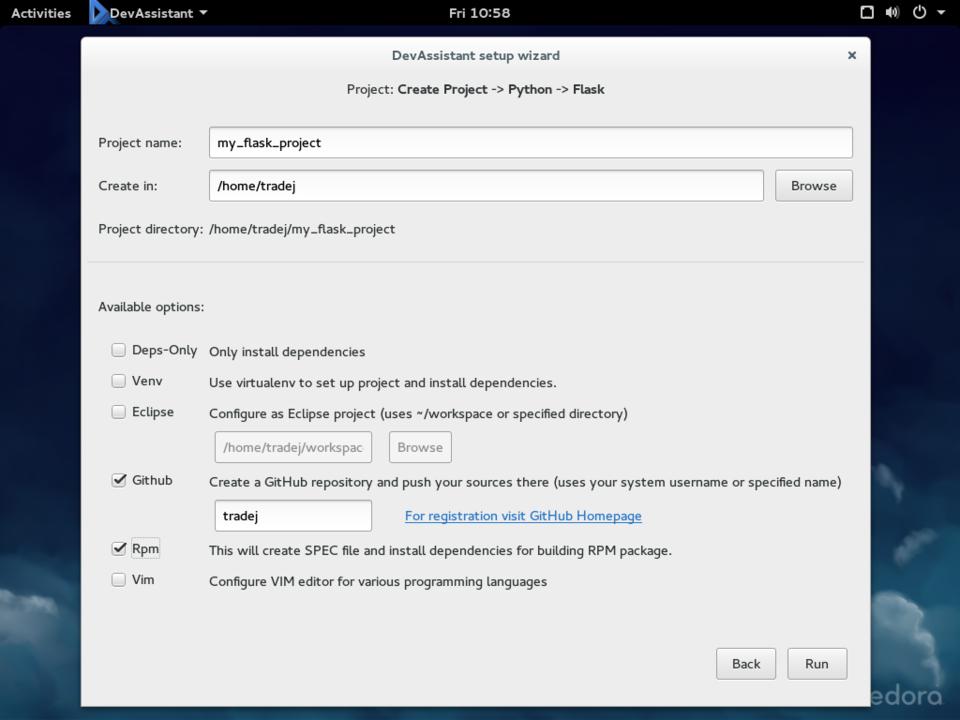 Activities DevAssistant Fri 10:58
DevAssistant setup wizard
Project: Create Project -> Python -> Flask
Project name: my_flask_project
Create in: /home/tradej Browse
Project directory: /home/tradej/my_flask_project
Available options:
Deps-Only Only install dependencies
Venv Use virtualenv to set up project and install dependencies.
Eclipse Configure as Eclipse project (uses ~/workspace or specified directory)
/home/tradej/workspac Browse
Github Create a GitHub repository and push your sources there (uses your system username or specified name)
tradej For registration visit GitHub Homepage
Rpm This will create SPEC file and install dependencies for building RPM package.
Vim Configure VIM editor for various programming languages
Back Run
edora